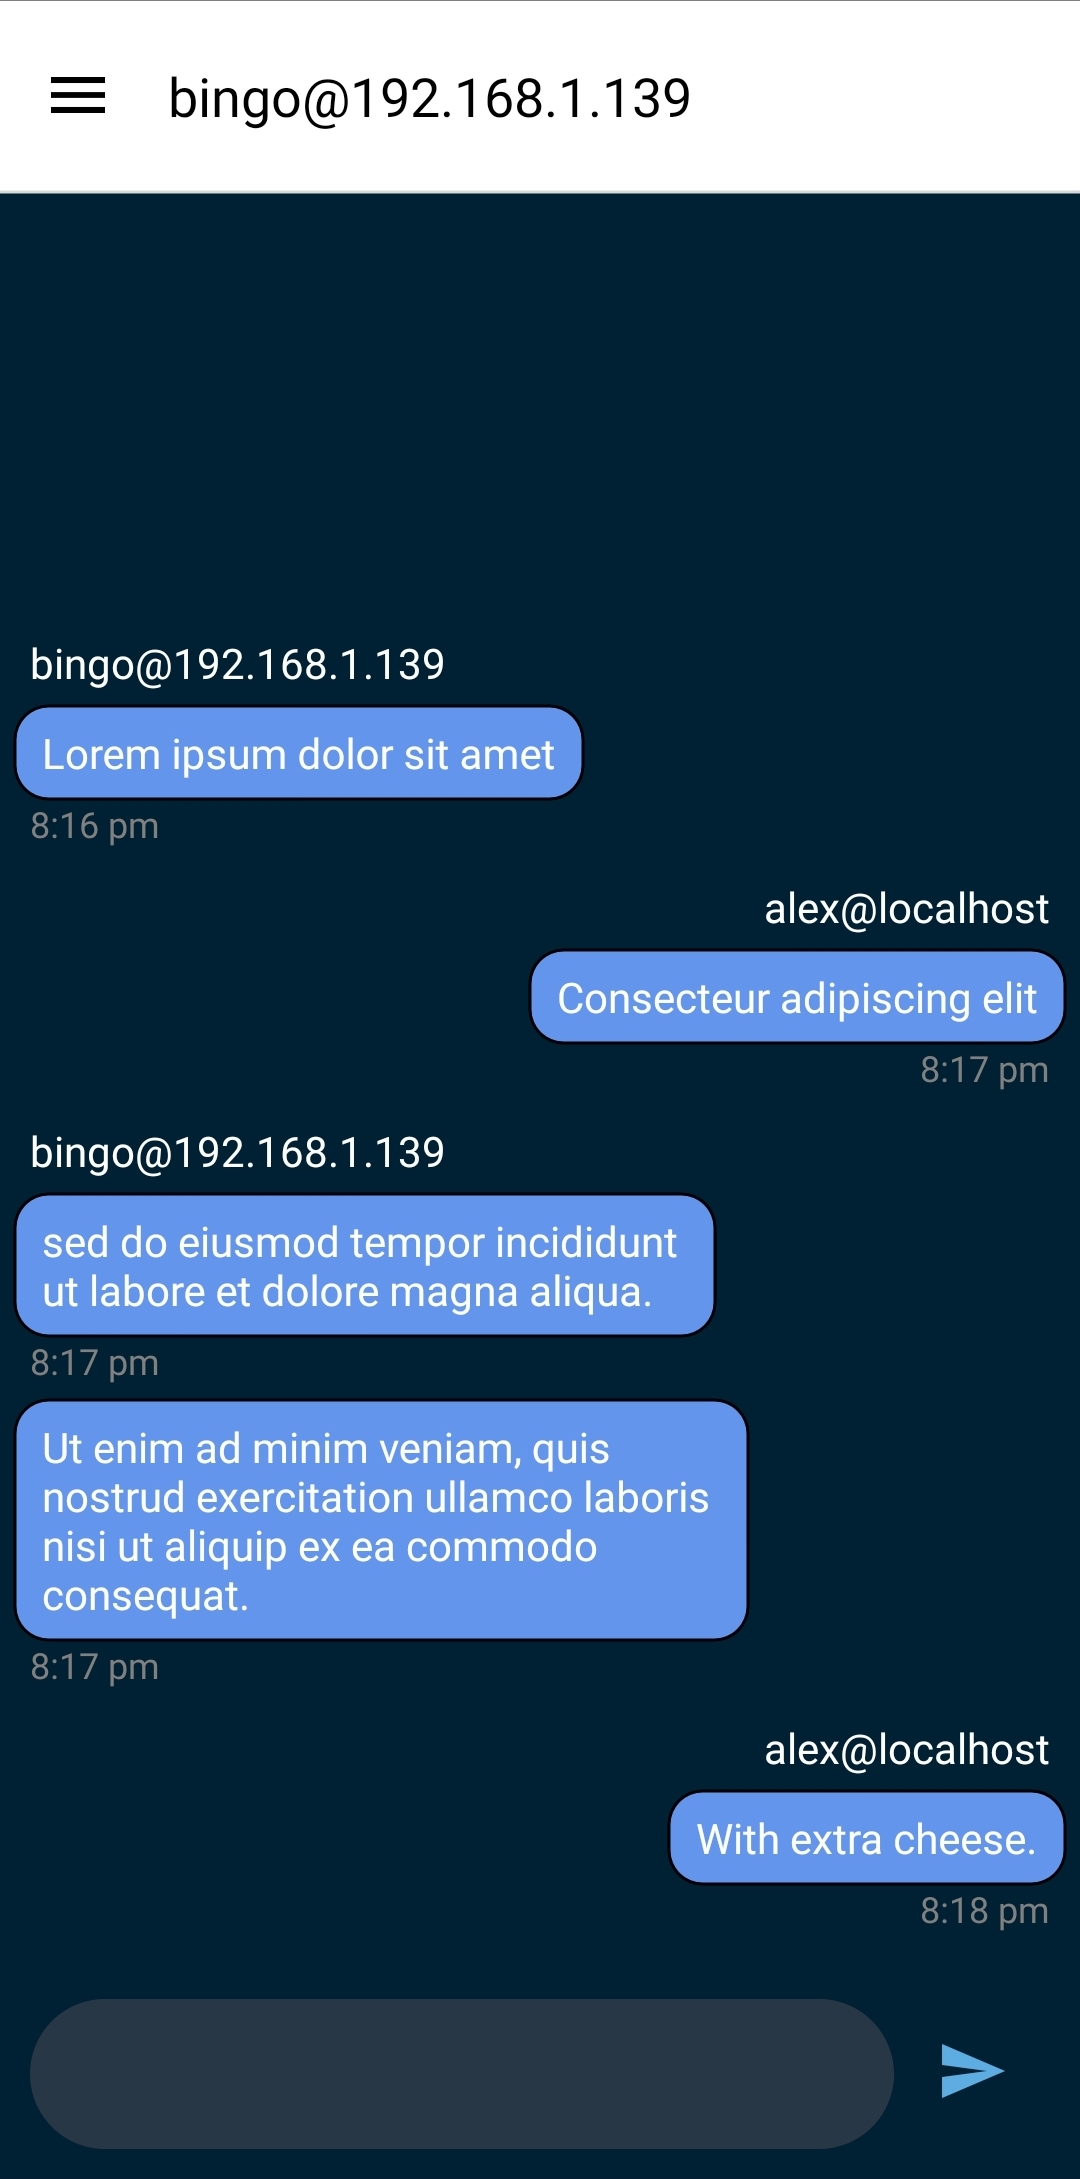 bingo@192.168.1.139
bingo@192.168.1.139
Lorem ipsum dolor sit amet
8:16 pm
alex@localhost
Consecteur adipiscing elit
8:17 pm
bingo@192.168.1.139
sed do eiusmod tempor incididunt
ut labore et dolore magna aliqua.
8:17 pm
Ut enim ad minim veniam, quis
nostrud exercitation ullamco laboris
nisi ut aliquip ex ea commodo
consequat.
8:17 pm
alex@localhost
With extra cheese.
8:18 pm